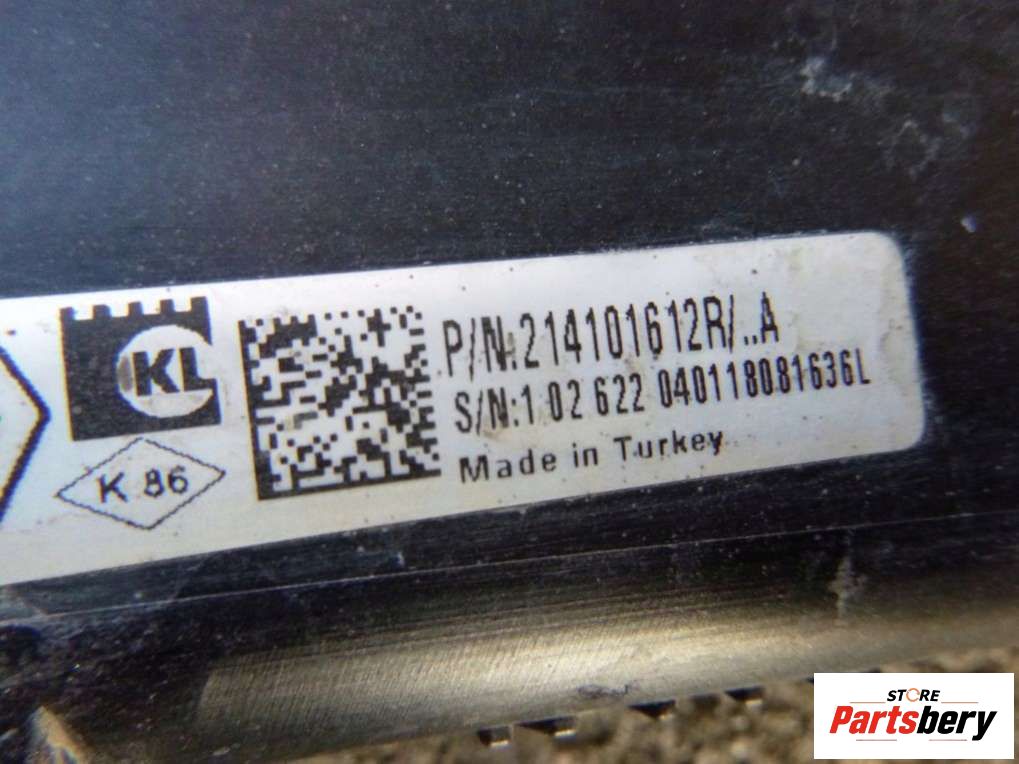 KL
K 86
P/N:214101612R/..A
S/N:1 02 622 040118081636L
Made in Turkey
STORE
Partsbery